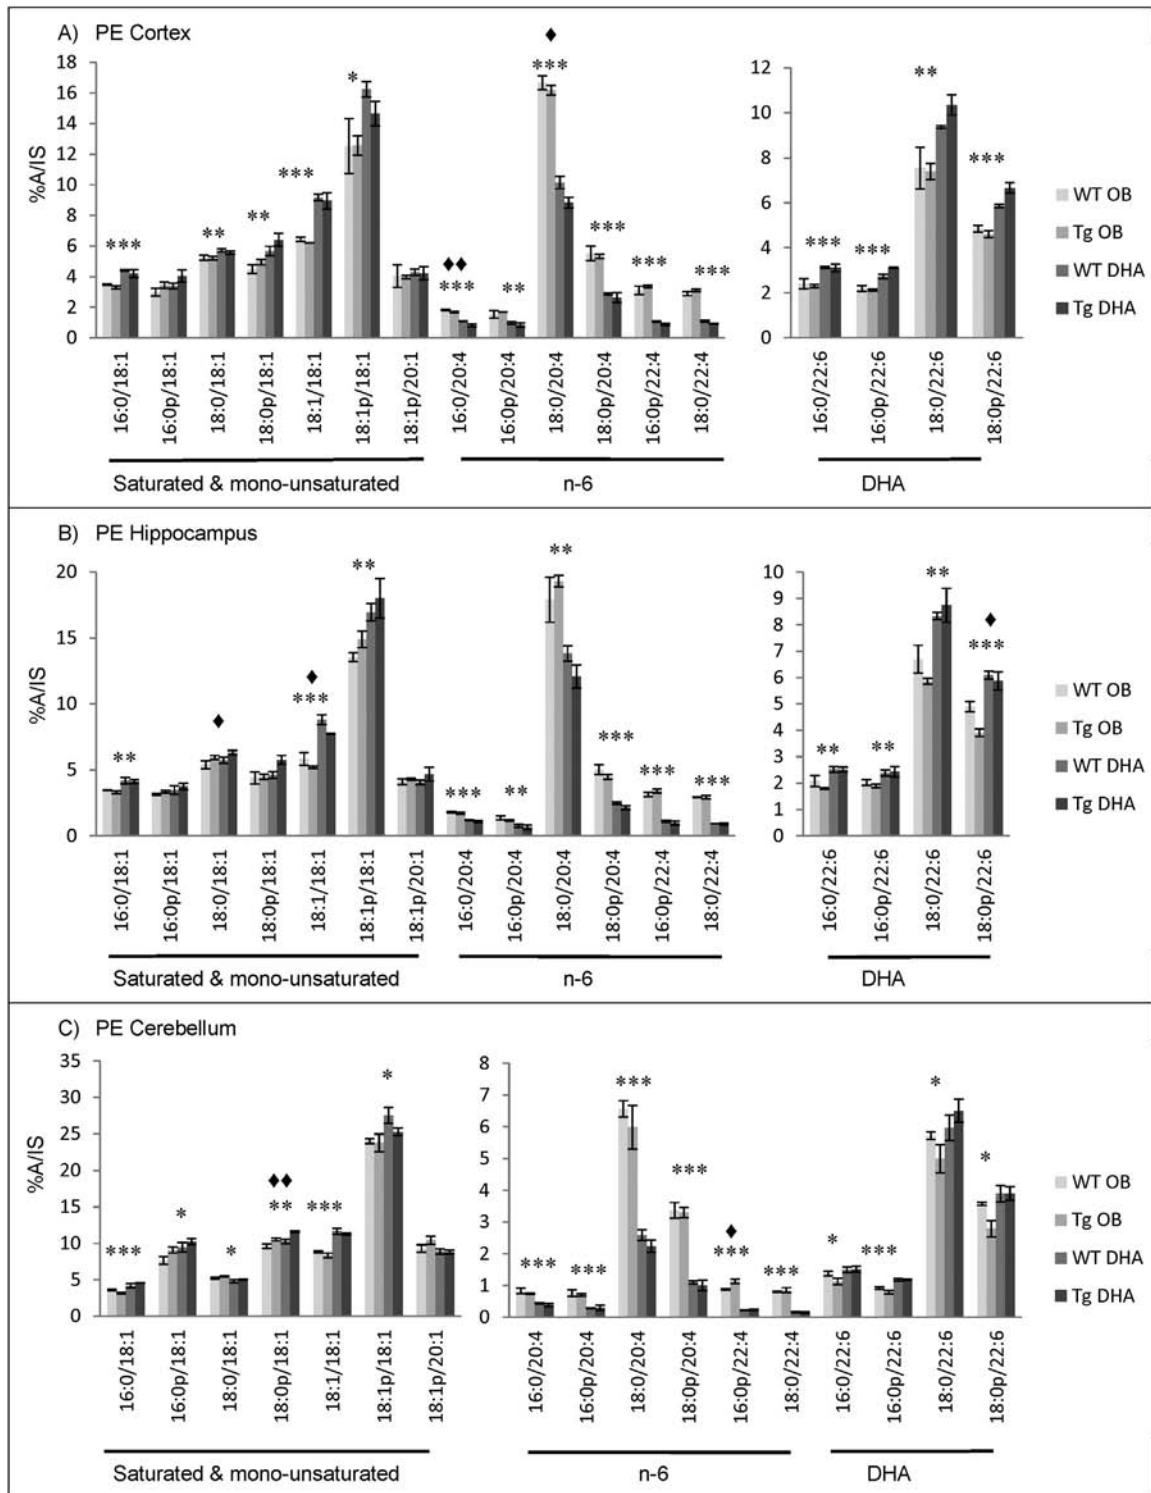 A) PE Cortex
%A/IS
18
16
14
12
10
8
6
4
2
0
*** ** ** *** * ♦♦ *** ** ♦ *** *** *** ***
16:0/18:1
16:0p/18:1
18:0/18:1
18:0p/18:1
18:1/18:1
18:1p/18:1
18:1p/20:1
16:0/20:4
16:0p/20:4
18:0/20:4
18:0p/20:4
16:0p/22:4
18:0/22:4
Saturated & mono-unsaturated
n-6
12
10
8
6
4
2
0
*** *** ** ***
16:0/22:6
16:0p/22:6
18:0/22:6
18:0p/22:6
DHA
WT OB
Tg OB
WT DHA
Tg DHA
B) PE Hippocampus
%A/IS
20
15
10
5
0
** ♦ ♦ *** ** *** ** ** *** *** ***
16:0/18:1
16:0p/18:1
18:0/18:1
18:0p/18:1
18:1/18:1
18:1p/18:1
18:1p/20:1
16:0/20:4
16:0p/20:4
18:0/20:4
18:0p/20:4
16:0p/22:4
18:0/22:4
Saturated & mono-unsaturated
n-6
10
9
8
7
6
5
4
3
2
1
0
** ** ** ♦ ***
16:0/22:6
16:0p/22:6
18:0/22:6
18:0p/22:6
DHA
WT OB
Tg OB
WT DHA
Tg DHA
C) PE Cerebellum
%A/IS
35
30
25
20
15
10
5
0
*** * * ♦♦ ** *** *
16:0/18:1
16:0p/18:1
18:0/18:1
18:0p/18:1
18:1/18:1
18:1p/18:1
18:1p/20:1
Saturated & mono-unsaturated
8
7
6
5
4
3
2
1
0
*** *** *** *** ♦ *** *** * *** * *
16:0/20:4
16:0p/20:4
18:0/20:4
18:0p/20:4
16:0p/22:4
18:0/22:4
16:0/22:6
16:0p/22:6
18:0/22:6
18:0p/22:6
n-6
DHA
WT OB
Tg OB
WT DHA
Tg DHA